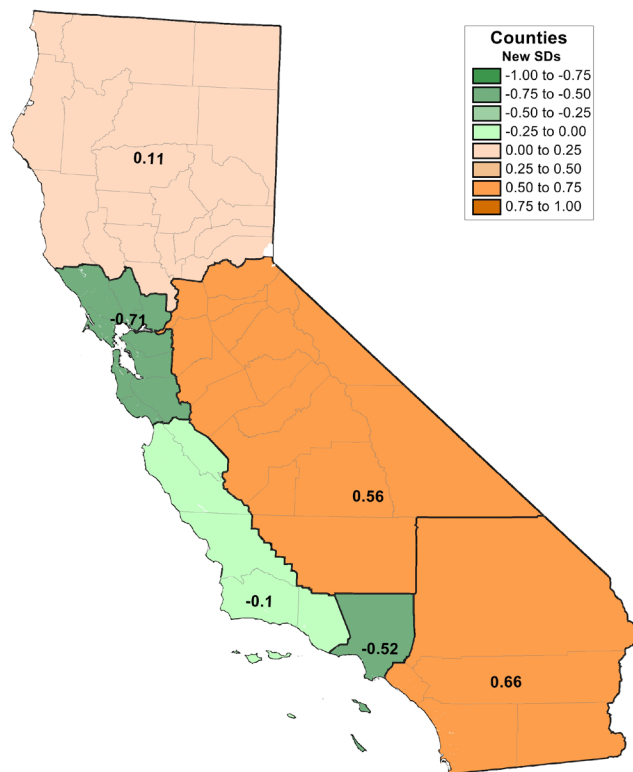 Counties
New SDs
-1.00 to -0.75
-0.75 to -0.50
-0.50 to -0.25
-0.25 to 0.00
0.00 to 0.25
0.25 to 0.50
0.50 to 0.75
0.75 to 1.00
0.11
-0.71
0.56
-0.1
-0.52
0.66